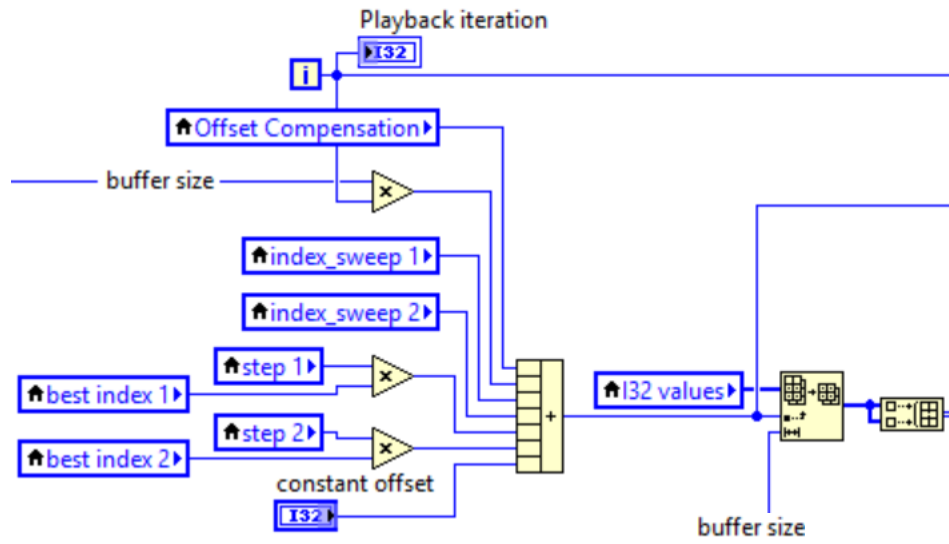 Playback iteration
I32
i
Offset Compensation
buffer size
x
index_sweep 1
index_sweep 2
step 1
x
best index 1
+
I32 values
step 2
x
best index 2
constant offset
I32
buffer size